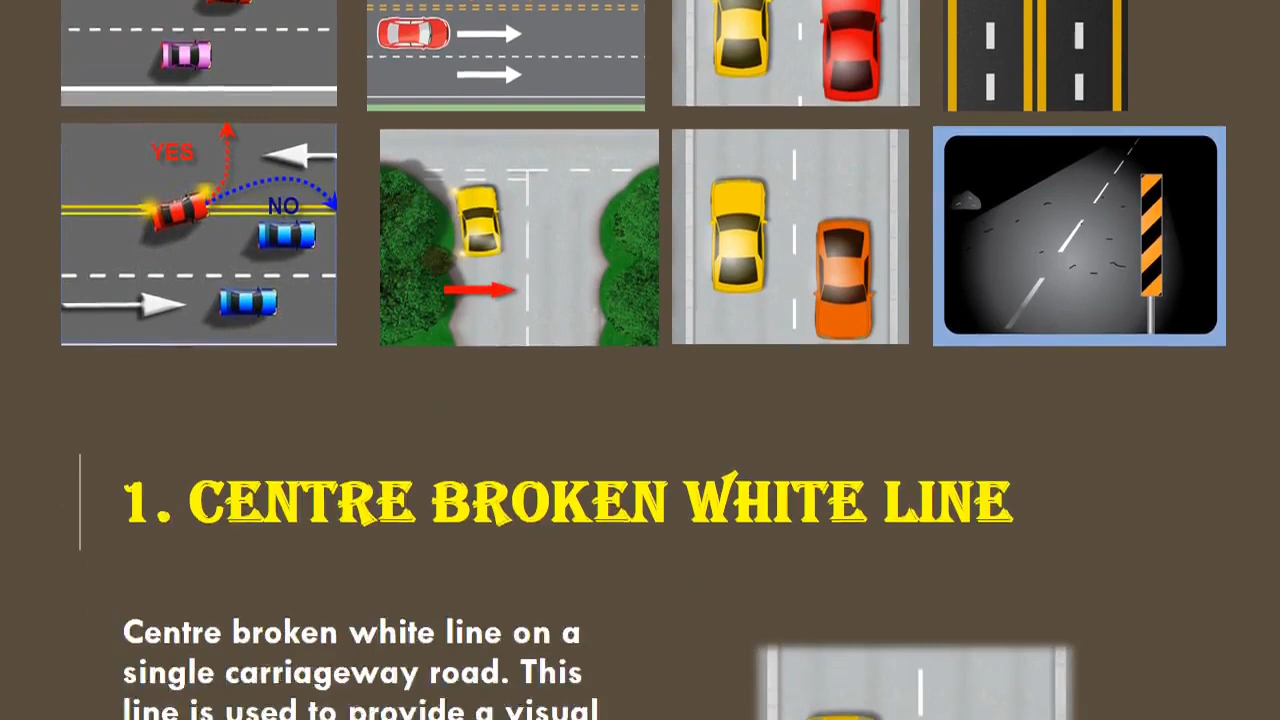 YES
NO
1. CENTRE BROKEN WHITE LINE
Centre broken white line on a
single carriageway road. This
line is used to provide a visual